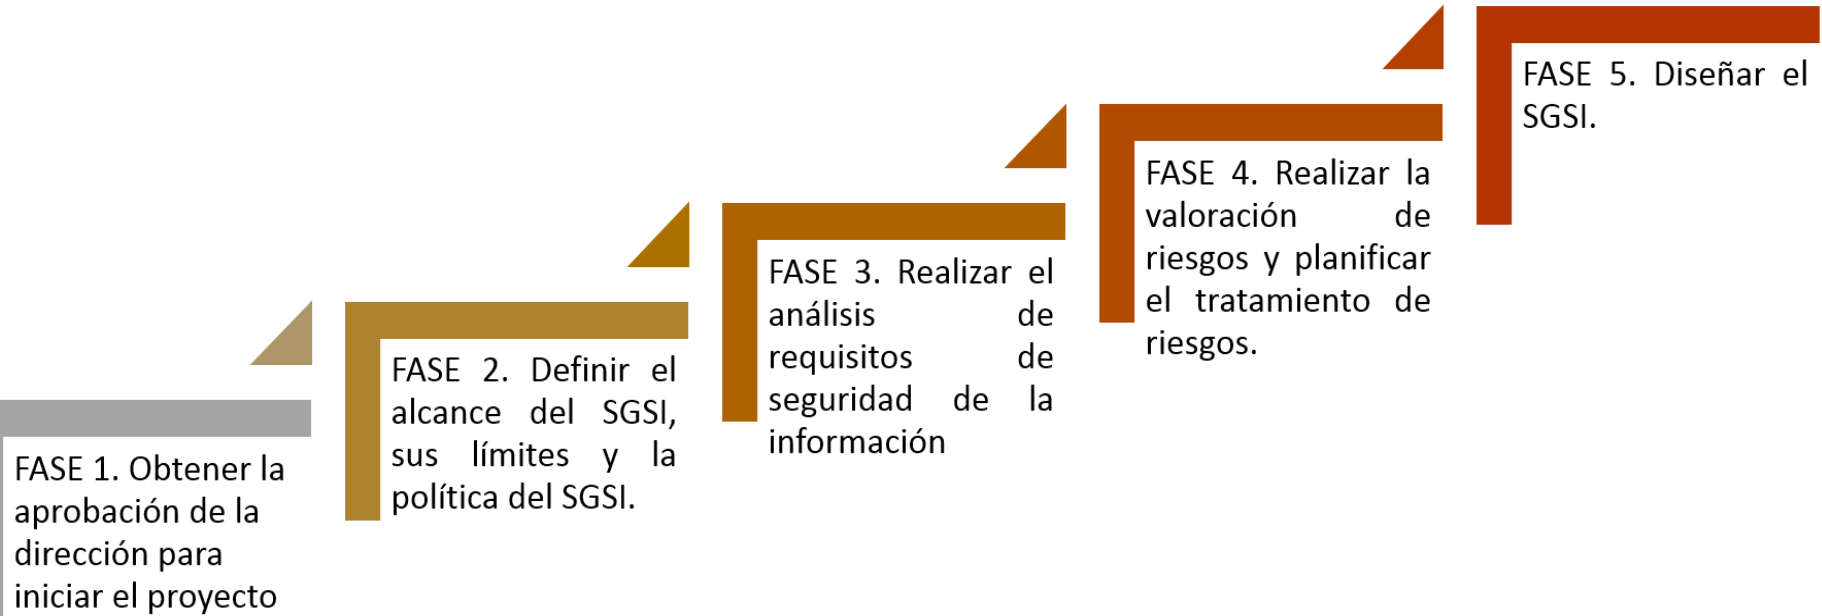 FASE 1. Obtener la
aprobación de la
dirección para
iniciar el proyecto
FASE 2. Definir el
alcance del SGSI,
sus límites y la
política del SGSI.
FASE 3. Realizar el
análisis de
requisitos de
seguridad de la
información
FASE 4. Realizar la
valoración de
riesgos y planificar
el tratamiento de
riesgos.
FASE 5. Diseñar el
SGSI.